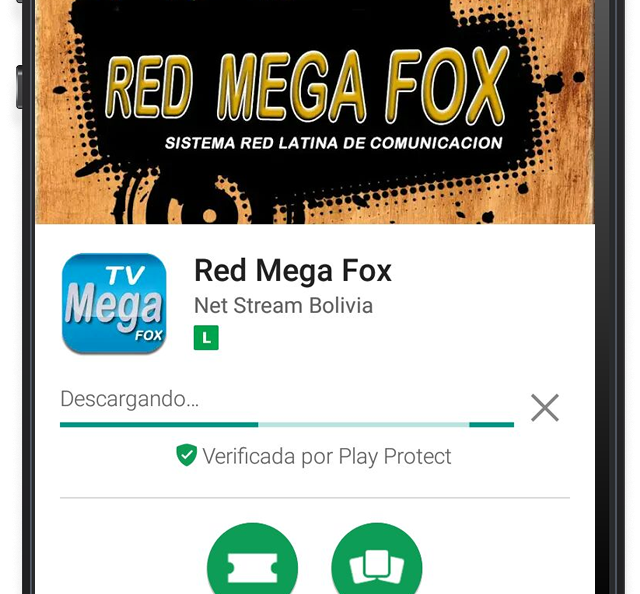 RED MEGA FOX
SISTEMA RED LATINA DE COMUNICACION
TV
Mega
FOX
Red Mega Fox
Net Stream Bolivia
L
Descargando...
Verificada por Play Protect